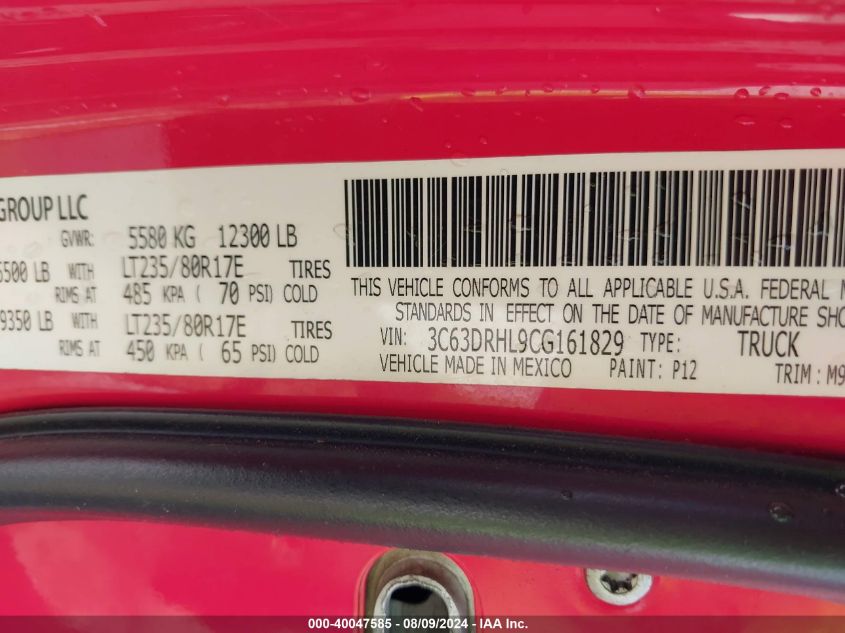 GROUP LLC
GVWR: 5580 KG 12300 LB
5500 LB WITH LT235/80R17E TIRES
RIMS AT 485 KPA ( 70 PSI) COLD
9350 LB WITH LT235/80R17E TIRES
RIMS AT 450 KPA ( 65 PSI) COLD
THIS VEHICLE CONFORMS TO ALL APPLICABLE U.S.A. FEDERAL M
STANDARDS IN EFFECT ON THE DATE OF MANUFACTURE SHO
VIN: 3C63DRHL9CG161829 TYPE: TRUCK
VEHICLE MADE IN MEXICO PAINT: P12 TRIM: M9
000-40047585 - 08/09/2024 - IAA Inc.